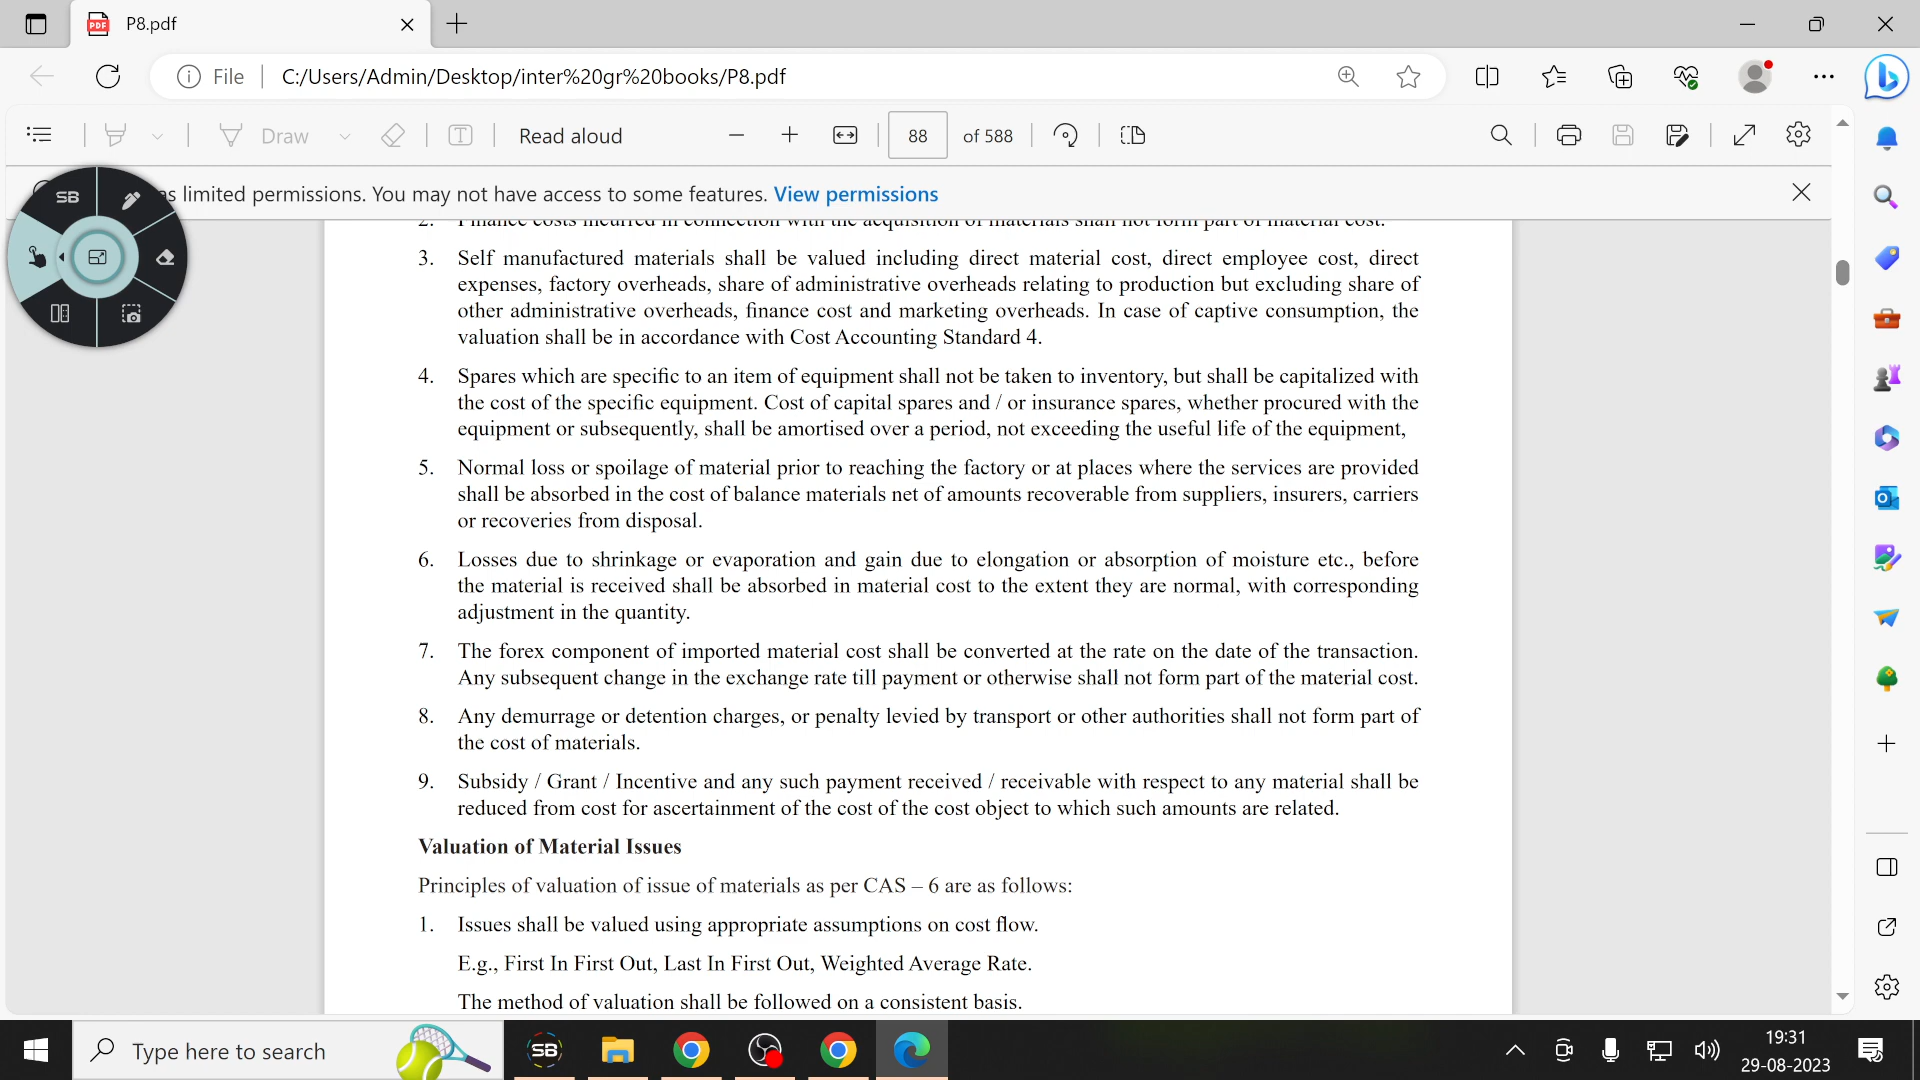 P8.pdf
File
C:/Users/Admin/Desktop/inter%20gr%20books/P8.pdf
Draw
Read aloud
88
of 588
SB
as limited permissions. You may not have access to some features. View permissions
2. Finance costs incurred in connection with the acquisition of materials shall not form part of material cost.
3. Self manufactured materials shall be valued including direct material cost, direct employee cost, direct
expenses, factory overheads, share of administrative overheads relating to production but excluding share of
other administrative overheads, finance cost and marketing overheads. In case of captive consumption, the
valuation shall be in accordance with Cost Accounting Standard 4.
4. Spares which are specific to an item of equipment shall not be taken to inventory, but shall be capitalized with
the cost of the specific equipment. Cost of capital spares and / or insurance spares, whether procured with the
equipment or subsequently, shall be amortised over a period, not exceeding the useful life of the equipment,
5. Normal loss or spoilage of material prior to reaching the factory or at places where the services are provided
shall be absorbed in the cost of balance materials net of amounts recoverable from suppliers, insurers, carriers
or recoveries from disposal.
6. Losses due to shrinkage or evaporation and gain due to elongation or absorption of moisture etc., before
the material is received shall be absorbed in material cost to the extent they are normal, with corresponding
adjustment in the quantity.
7. The forex component of imported material cost shall be converted at the rate on the date of the transaction.
Any subsequent change in the exchange rate till payment or otherwise shall not form part of the material cost.
8. Any demurrage or detention charges, or penalty levied by transport or other authorities shall not form part of
the cost of materials.
9. Subsidy / Grant / Incentive and any such payment received / receivable with respect to any material shall be
reduced from cost for ascertainment of the cost of the cost object to which such amounts are related.
Valuation of Material Issues
Principles of valuation of issue of materials as per CAS – 6 are as follows:
1. Issues shall be valued using appropriate assumptions on cost flow.
E.g., First In First Out, Last In First Out, Weighted Average Rate.
The method of valuation shall be followed on a consistent basis.
Type here to search
SB
19:31
29-08-2023